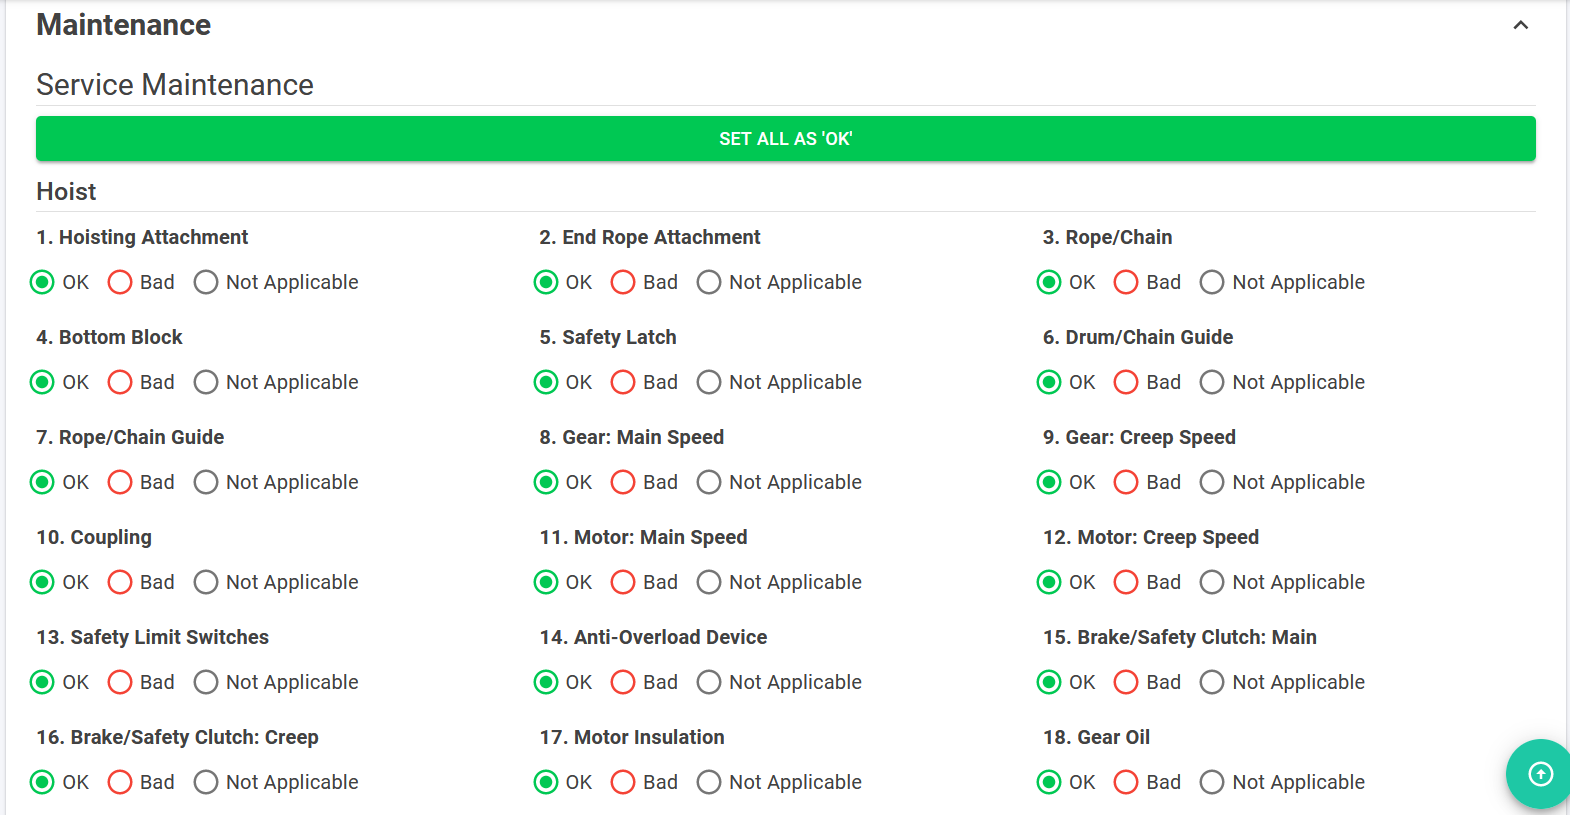 Maintenance
Service Maintenance
SET ALL AS 'OK'
Hoist
1. Hoisting Attachment 2. End Rope Attachment 3. Rope/Chain
OK Bad Not Applicable OK Bad Not Applicable OK Bad Not Applicable
4. Bottom Block 5. Safety Latch 6. Drum/Chain Guide
OK Bad Not Applicable OK Bad Not Applicable OK Bad Not Applicable
7. Rope/Chain Guide 8. Gear: Main Speed 9. Gear: Creep Speed
OK Bad Not Applicable OK Bad Not Applicable OK Bad Not Applicable
10. Coupling 11. Motor: Main Speed 12. Motor: Creep Speed
OK Bad Not Applicable OK Bad Not Applicable OK Bad Not Applicable
13. Safety Limit Switches 14. Anti-Overload Device 15. Brake/Safety Clutch: Main
OK Bad Not Applicable OK Bad Not Applicable OK Bad Not Applicable
16. Brake/Safety Clutch: Creep 17. Motor Insulation 18. Gear Oil
OK Bad Not Applicable OK Bad Not Applicable OK Bad Not Applicable